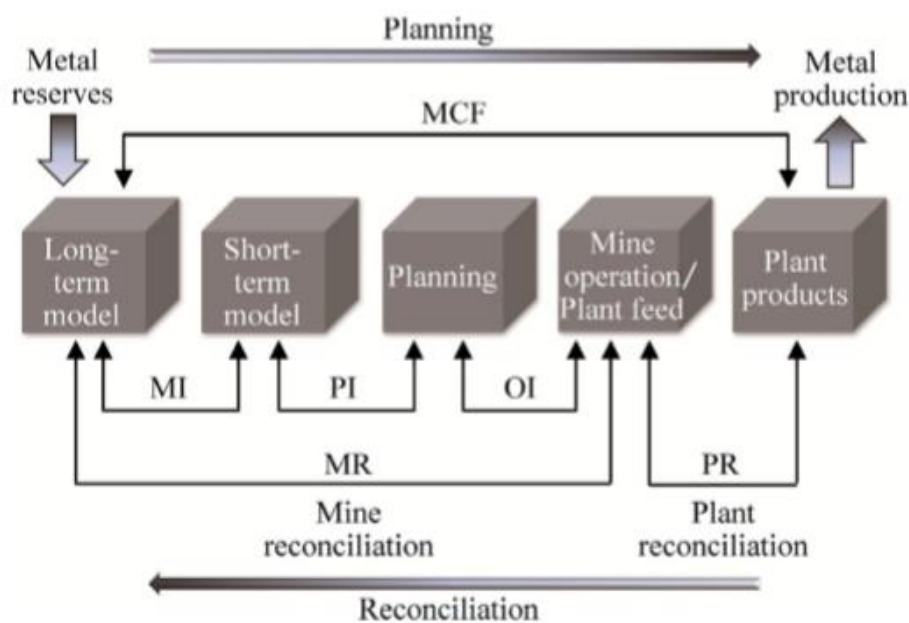 Planning
Metal
reserves
Metal
production
MCF
Long-
term
model
Short-
term
model
Planning
Mine
operation/
Plant feed
Plant
products
MI
PI
OI
MR
PR
Mine
reconciliation
Plant
reconciliation
Reconciliation